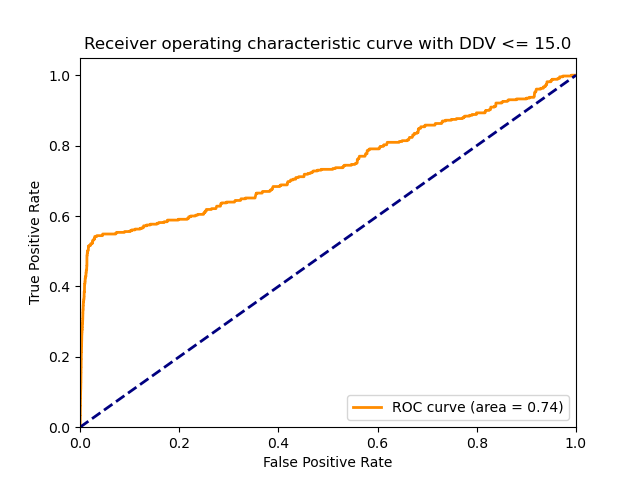 Receiver operating characteristic curve with DDV <= 15.0
True Positive Rate
1.0
0.8
0.6
0.4
0.2
0.0
0.0 0.2 0.4 0.6 0.8 1.0
False Positive Rate
ROC curve (area = 0.74)